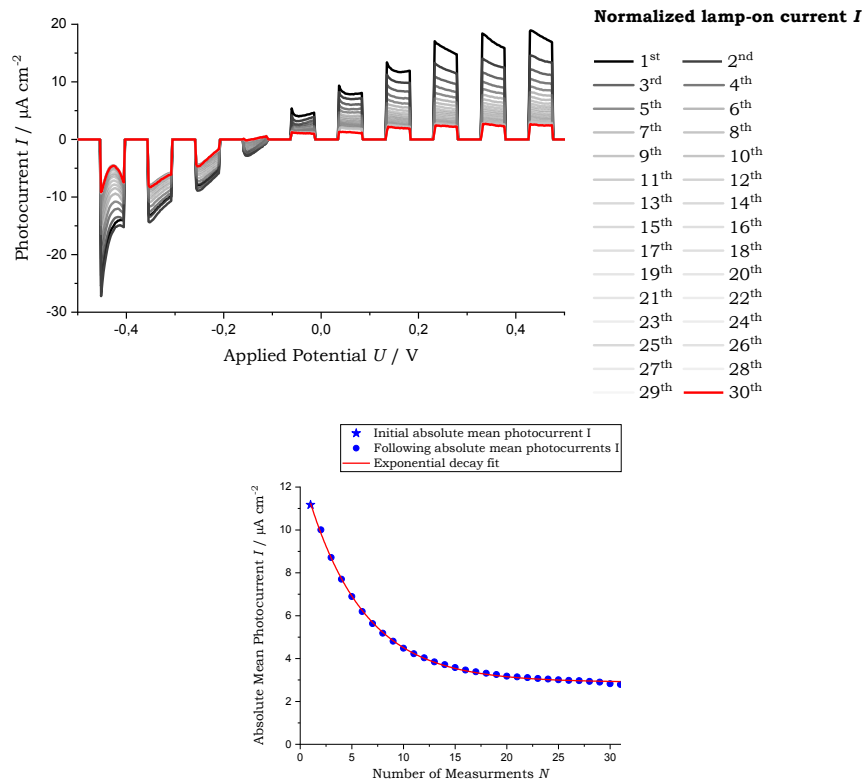 Normalized lamp-on current I
1st 2nd
3rd 4th
5th 6th
7th 8th
9th 10th
11th 12th
13th 14th
15th 16th
17th 18th
19th 20th
21th 22th
23th 24th
25th 26th
27th 28th
29th 30th
Photocurrent I / µA cm-2
20
10
0
-10
-20
-30
-0,4 -0,2 0,0 0,2 0,4
Applied Potential U / V
Initial absolute mean photocurrent I
Following absolute mean photocurrents I
Exponential decay fit
Absolute Mean Photocurrent I / µA cm-2
12
10
8
6
4
2
0
0 5 10 15 20 25 30
Number of Measurments N